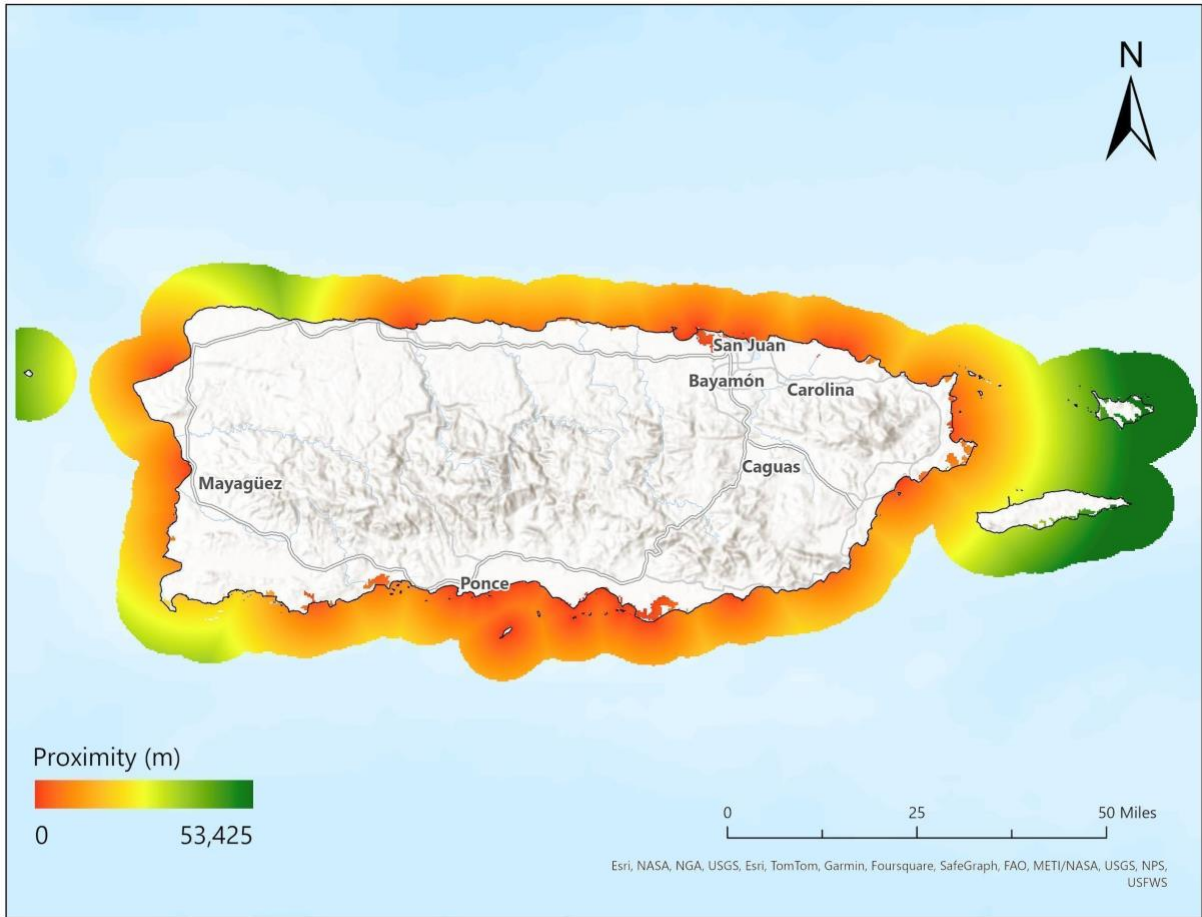 N
San Juan
Bayamón
Carolina
Caguas
Mayagüez
Ponce
Proximity (m)
0 53,425
0 25 50 Miles
Esri, NASA, NGA, USGS, Esri, TomTom, Garmin, Foursquare, SafeGraph, FAO, METI/NASA, USGS, NPS,
USFWS